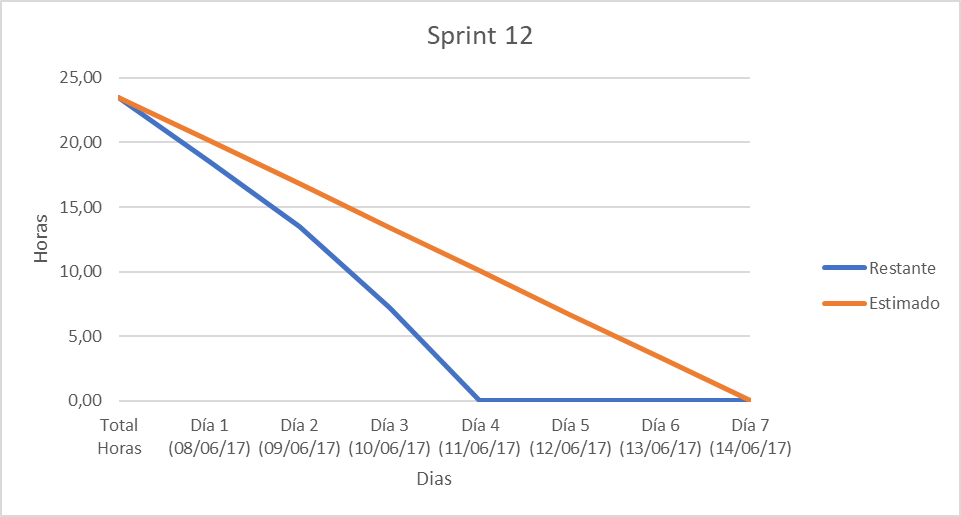 Sprint 12
25,00
20,00
15,00
10,00
5,00
0,00
Horas
Total Horas
Día 1 (08/06/17)
Día 2 (09/06/17)
Día 3 (10/06/17)
Día 4 (11/06/17)
Día 5 (12/06/17)
Día 6 (13/06/17)
Día 7 (14/06/17)
Dias
Restante
Estimado